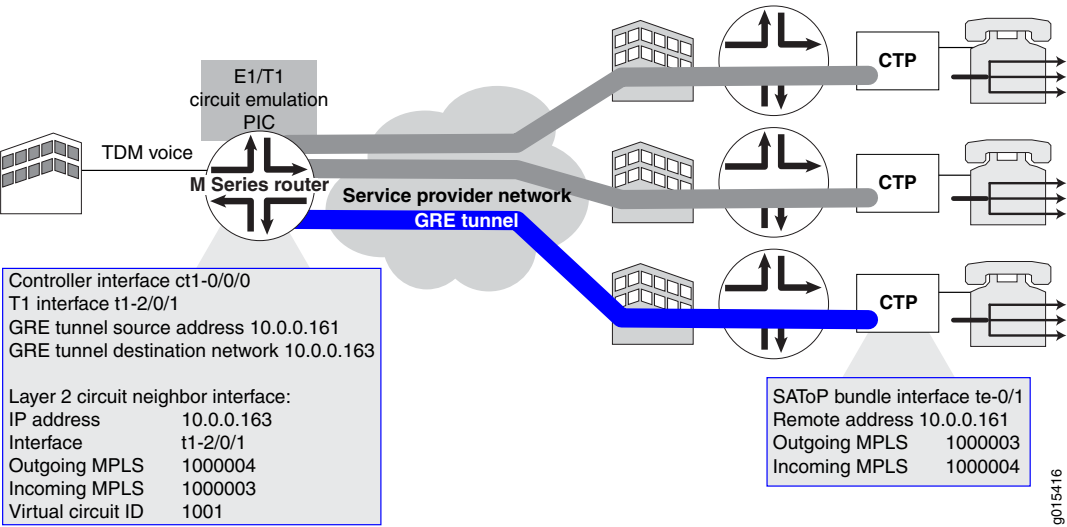 E1/T1
circuit emulation
PIC
TDM voice
M Series router
Service provider network
GRE tunnel
CTP
CTP
CTP
Controller interface ct1-0/0/0
T1 interface t1-2/0/1
GRE tunnel source address 10.0.0.161
GRE tunnel destination network 10.0.0.163
Layer 2 circuit neighbor interface:
IP address 10.0.0.163
Interface t1-2/0/1
Outgoing MPLS 1000004
Incoming MPLS 1000003
Virtual circuit ID 1001
SAToP bundle interface te-0/1
Remote address 10.0.0.161
Outgoing MPLS 1000003
Incoming MPLS 1000004
g015416